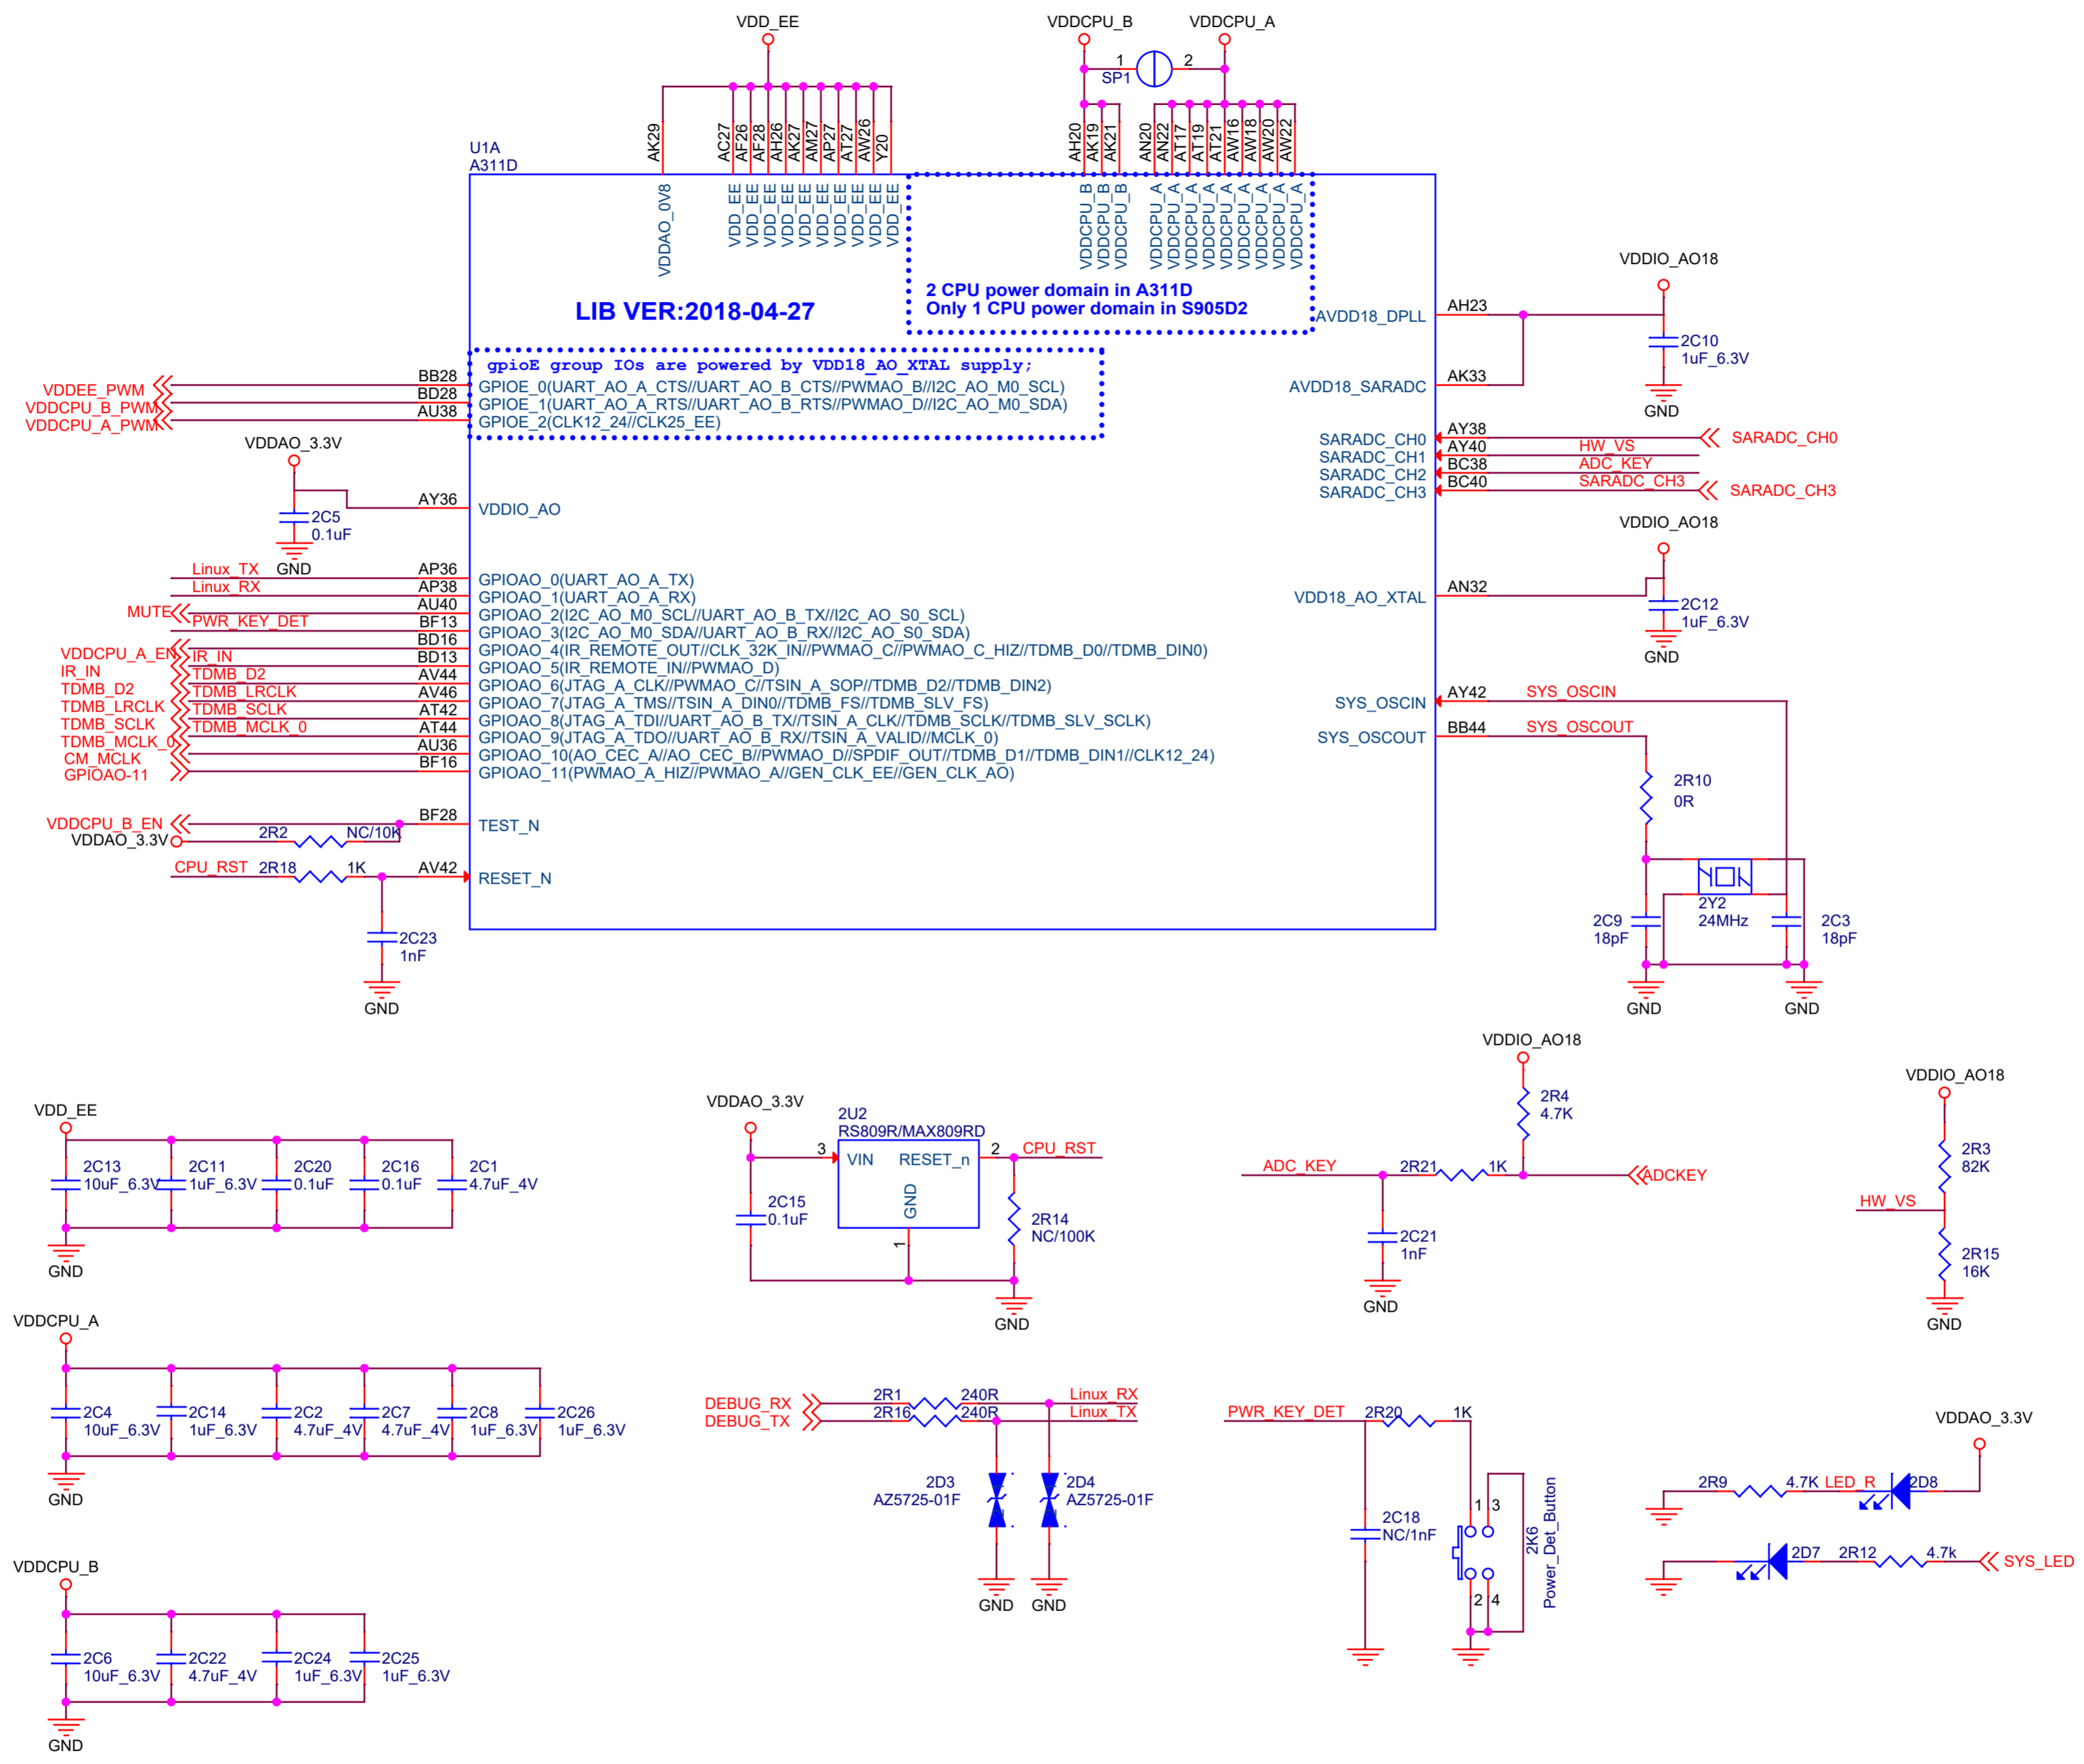 VDD_EE
VDDCPU_B
VDDCPU_A
1
2
SP1
AK29
AC27
AF26
AF28
AH26
AK27
AM27
AP27
AT27
AW26
Y20
AH20
AK19
AK21
AN20
AN22
AT17
AT19
AT21
AW16
AW18
AW20
AW22
U1A
A311D
VDDAO_0V8
VDD_EE
VDD_EE
VDD_EE
VDD_EE
VDD_EE
VDD_EE
VDD_EE
VDD_EE
VDD_EE
VDD_EE
VDDCPU_B
VDDCPU_B
VDDCPU_B
VDDCPU_A
VDDCPU_A
VDDCPU_A
VDDCPU_A
VDDCPU_A
VDDCPU_A
VDDCPU_A
VDDCPU_A
VDDCPU_A
LIB VER:2018-04-27
2 CPU power domain in A311D
Only 1 CPU power domain in S905D2
gpioE group IOs are powered by VDD18_AO_XTAL supply;
VDDEE_PWM BB28 GPIOE_0(UART_AO_A_CTS//UART_AO_B_CTS//PWMAO_B//I2C_AO_M0_SCL)
VDDCPU_B_PWM BD28 GPIOE_1(UART_AO_A_RTS//UART_AO_B_RTS//PWMAO_D//I2C_AO_M0_SDA)
VDDCPU_A_PWM AU38 GPIOE_2(CLK12_24//CLK25_EE)
VDDAO_3.3V
AY36 VDDIO_AO
2C5
0.1uF
GND
Linux_TX AP36 GPIOAO_0(UART_AO_A_TX)
Linux_RX AP38 GPIOAO_1(UART_AO_A_RX)
MUTE AU40 GPIOAO_2(I2C_AO_M0_SCL//UART_AO_B_TX//I2C_AO_S0_SCL)
PWR_KEY_DET BF13 GPIOAO_3(I2C_AO_M0_SDA//UART_AO_B_RX//I2C_AO_S0_SDA)
VDDCPU_A_EN BD16 GPIOAO_4(IR_REMOTE_OUT//CLK_32K_IN//PWMAO_C//PWMAO_C_HIZ//TDMB_D0//TDMB_DIN0)
IR_IN IR_IN BD13 GPIOAO_5(IR_REMOTE_IN//PWMAO_D)
TDMB_D2 TDMB_D2 AV44 GPIOAO_6(JTAG_A_CLK//PWMAO_C//TSIN_A_SOP//TDMB_D2//TDMB_DIN2)
TDMB_LRCLK TDMB_LRCLK AV46 GPIOAO_7(JTAG_A_TMS//TSIN_A_DIN0//TDMB_FS//TDMB_SLV_FS)
TDMB_SCLK TDMB_SCLK AT42 GPIOAO_8(JTAG_A_TDI//UART_AO_B_TX//TSIN_A_CLK//TDMB_SCLK//TDMB_SLV_SCLK)
TDMB_MCLK_0 TDMB_MCLK_0 AT44 GPIOAO_9(JTAG_A_TDO//UART_AO_B_RX//TSIN_A_VALID//MCLK_0)
CM_MCLK AU36 GPIOAO_10(AO_CEC_A//AO_CEC_B//PWMAO_D//SPDIF_OUT//TDMB_D1//TDMB_DIN1//CLK12_24)
GPIOAO-11 BF16 GPIOAO_11(PWMAO_A_HIZ//PWMAO_A//GEN_CLK_EE//GEN_CLK_AO)
VDDCPU_B_EN BF28 TEST_N
VDDAO_3.3V 2R2 NC/10K
CPU_RST 2R18 1K AV42 RESET_N
2C23
1nF
GND
VDDIO_AO18
AVDD18_DPLL AH23
2C10
1uF_6.3V
AVDD18_SARADC AK33
GND
SARADC_CH0 AY38 SARADC_CH0
SARADC_CH1 AY40 HW_VS
SARADC_CH2 BC38 ADC_KEY
SARADC_CH3 BC40 SARADC_CH3 SARADC_CH3
VDDIO_AO18
VDD18_AO_XTAL AN32
2C12
1uF_6.3V
GND
SYS_OSCIN AY42 SYS_OSCIN
SYS_OSCOUT BB44 SYS_OSCOUT
2R10
0R
2Y2
24MHz
2C9
18pF
2C3
18pF
GND
GND
VDD_EE
2C13
10uF_6.3V
2C11
1uF_6.3V
2C20
0.1uF
2C16
0.1uF
2C1
4.7uF_4V
GND
VDDAO_3.3V
2U2
RS809R/MAX809RD
3 VIN RESET_n 2 CPU_RST
GND
1
2C15
0.1uF
2R14
NC/100K
GND
VDDIO_AO18
2R4
4.7K
ADC_KEY 2R21 1K ADCKEY
2C21
1nF
GND
VDDIO_AO18
2R3
82K
HW_VS
2R15
16K
GND
VDDCPU_A
2C4
10uF_6.3V
2C14
1uF_6.3V
2C2
4.7uF_4V
2C7
4.7uF_4V
2C8
1uF_6.3V
2C26
1uF_6.3V
GND
DEBUG_RX 2R1 240R Linux_RX
DEBUG_TX 2R16 240R Linux_TX
2D3
AZ5725-01F
2D4
AZ5725-01F
GND
GND
PWR_KEY_DET 2R20 1K
2C18
NC/1nF
1 3
2 4
2K6
Power_Det_Button
VDDAO_3.3V
2R9 4.7K LED_R 2D8
2D7 2R12 4.7k SYS_LED
VDDCPU_B
2C6
10uF_6.3V
2C22
4.7uF_4V
2C24
1uF_6.3V
2C25
1uF_6.3V
GND